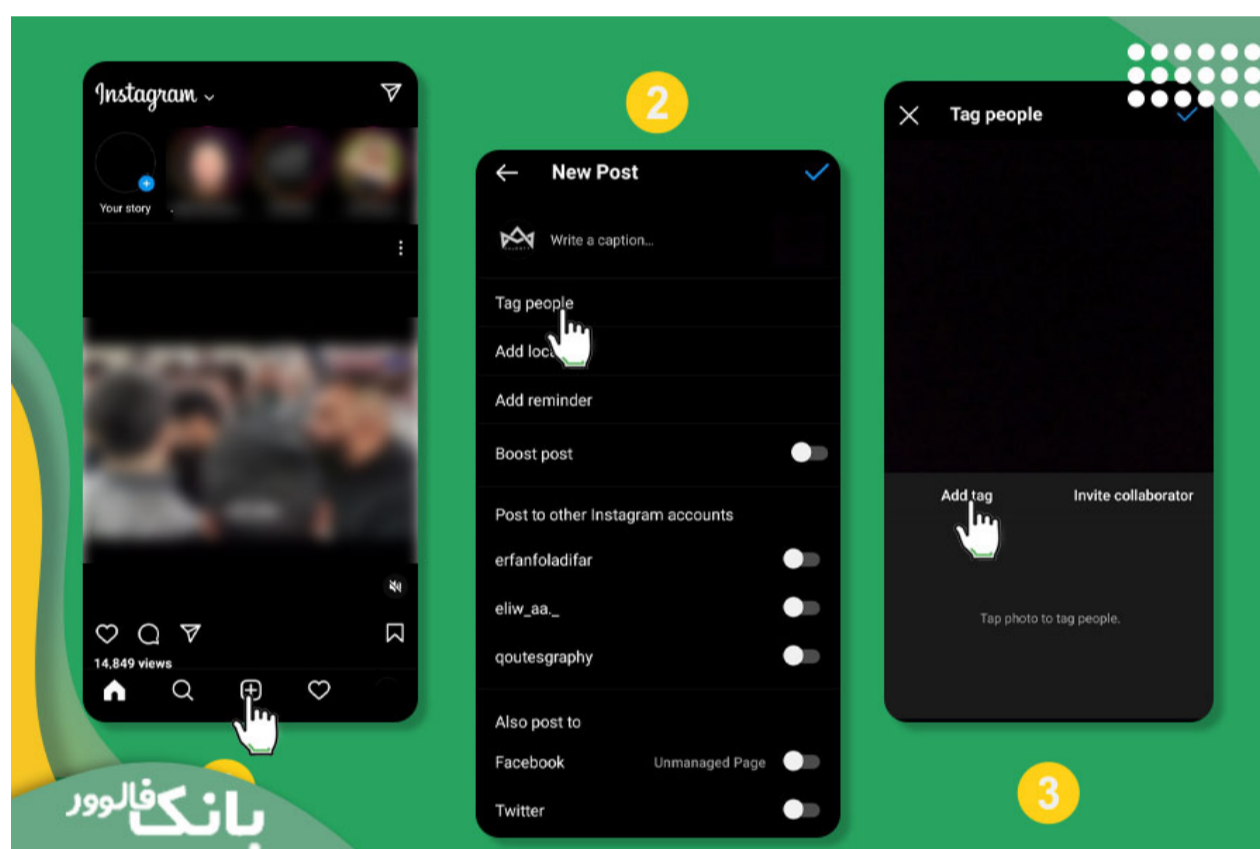 Instagram
Your story
14,849 views
بانک فالوور
2
New Post
Write a caption...
Tag people
Add loc
Add reminder
Boost post
Post to other Instagram accounts
erfanfoladifar
eliw_aa._
qoutesgraphy
Also post to
Facebook Unmanaged Page
Twitter
Tag people
Add tag Invite collaborator
Tap photo to tag people.
3